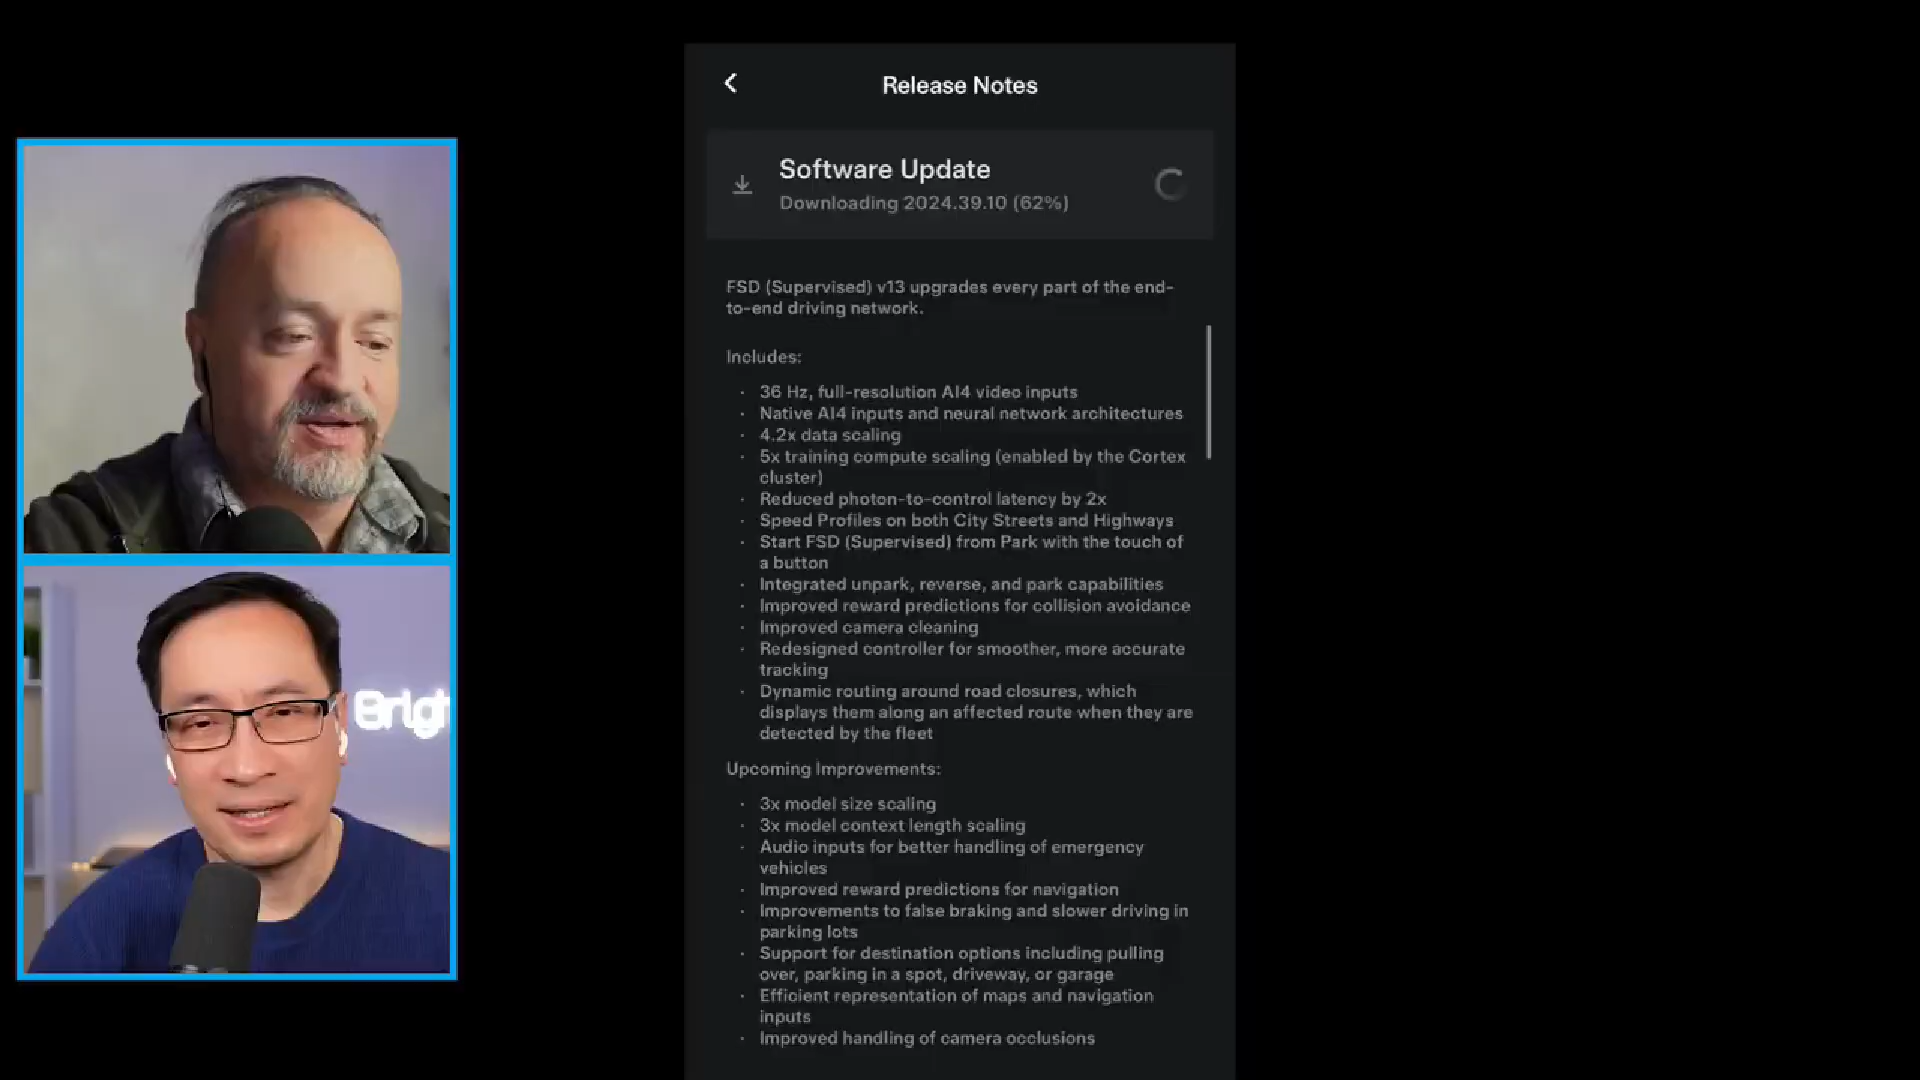 Release Notes
Software Update
Downloading 2024.39.10 (62%)
FSD (Supervised) v13 upgrades every part of the end-
to-end driving network.
Includes:
· 36 Hz, full-resolution AI4 video inputs
· Native AI4 inputs and neural network architectures
· 4.2x data scaling
· 5x training compute scaling (enabled by the Cortex
cluster)
· Reduced photon-to-control latency by 2x
· Speed Profiles on both City Streets and Highways
· Start FSD (Supervised) from Park with the touch of
a button
· Integrated unpark, reverse, and park capabilities
· Improved reward predictions for collision avoidance
· Improved camera cleaning
· Redesigned controller for smoother, more accurate
tracking
· Dynamic routing around road closures, which
displays them along an affected route when they are
detected by the fleet
Upcoming Improvements:
· 3x model size scaling
· 3x model context length scaling
· Audio inputs for better handling of emergency
vehicles
· Improved reward predictions for navigation
· Improvements to false braking and slower driving in
parking lots
· Support for destination options including pulling
over, parking in a spot, driveway, or garage
· Efficient representation of maps and navigation
inputs
· Improved handling of camera occlusions
Brigh